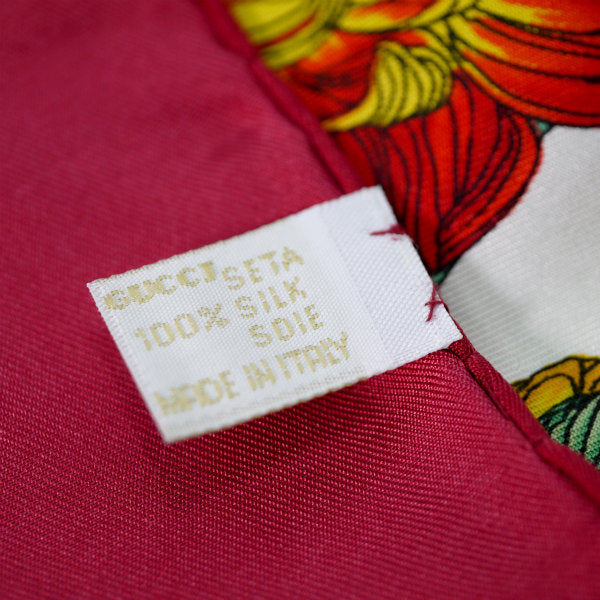 GUCCI SETA
100% SILK
SOIE
MADE IN ITALY